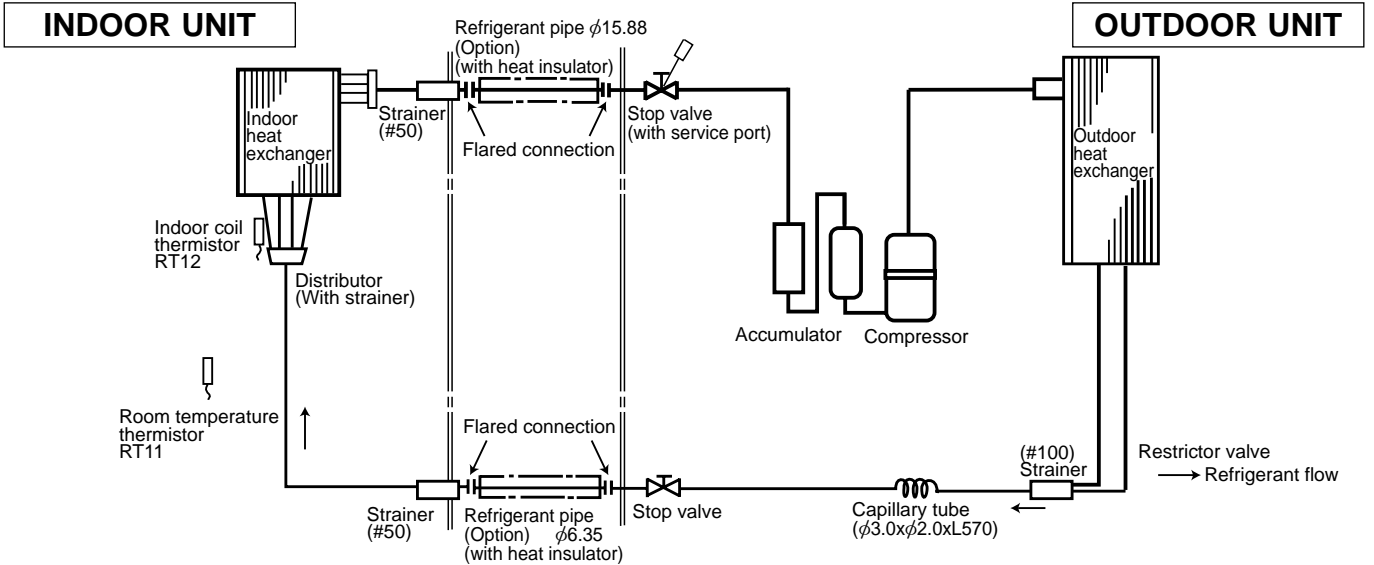 INDOOR UNIT
OUTDOOR UNIT
Refrigerant pipe ϕ15.88
(Option)
(with heat insulator)
Indoor
heat
exchanger
Strainer
(#50)
Flared connection
Stop valve
(with service port)
Outdoor
heat
exchanger
Indoor coil
thermistor
RT12
Distributor
(With strainer)
Accumulator
Compressor
Room temperature
thermistor
RT11
Flared connection
(#100)
Strainer
Restrictor valve
Refrigerant flow
Strainer
(#50)
Refrigerant pipe
(Option) ϕ6.35
(with heat insulator)
Stop valve
Capillary tube
(ϕ3.0xϕ2.0xL570)